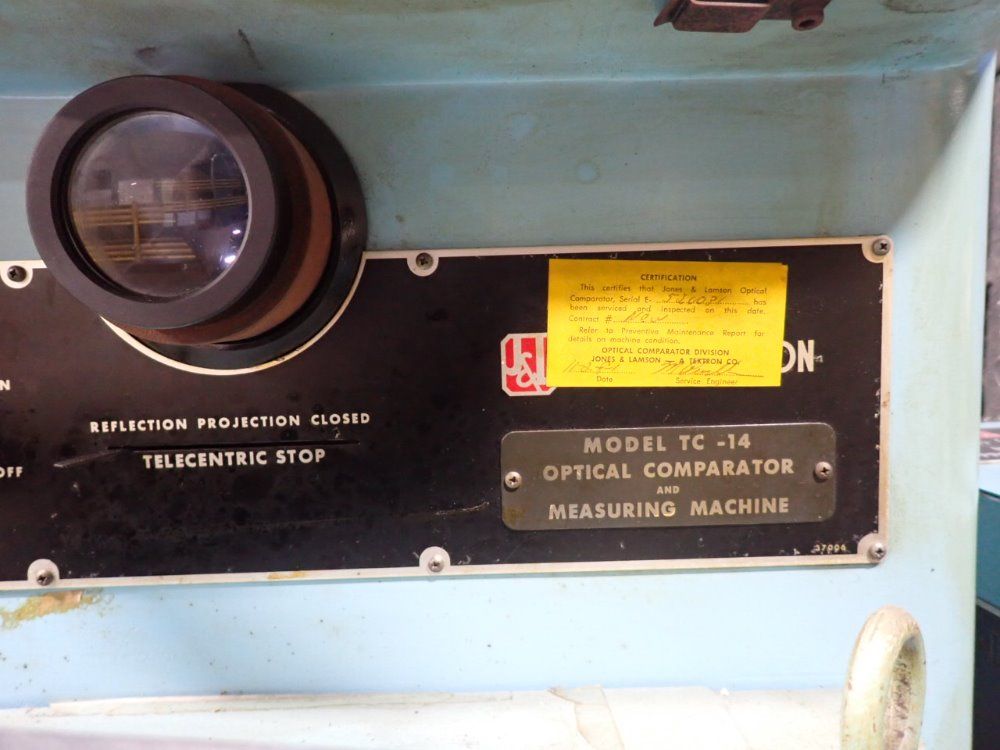 CERTIFICATION
This certifies that Jones & Lamson Optical
Comparator, Serial E- has
been serviced and inspected on this date.
Contract #
Refer to Preventive Maintenance Report for
details on machine condition.
OPTICAL COMPARATOR DIVISION
JONES & LAMSON A TEXTRON CO.
Date Service Engineer
J&L ON
N
REFLECTION PROJECTION CLOSED
OFF
TELECENTRIC STOP
MODEL TC -14
OPTICAL COMPARATOR
AND
MEASURING MACHINE